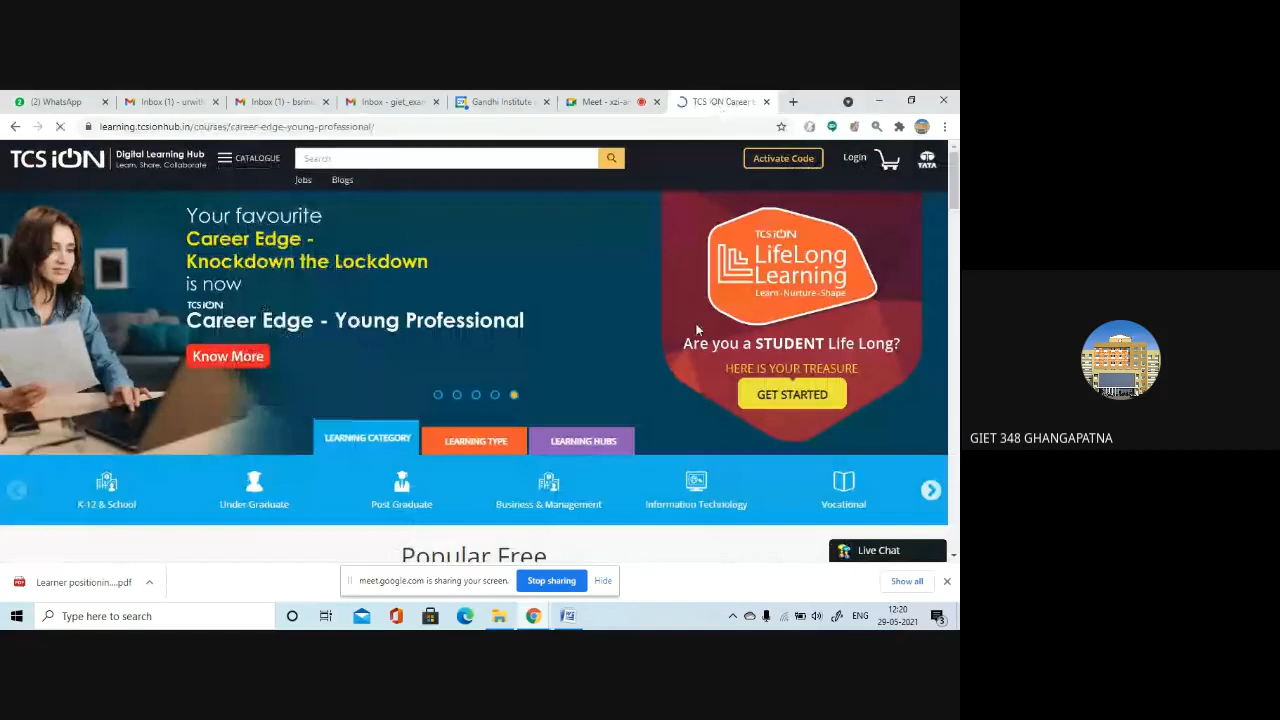 (2) WhatsApp
Inbox (1) - urwith
Inbox (1) - bsrini
Inbox - giet_exam
Gandhi Institute
Meet - xzi-a
TCS iON Career
learning.tcsionhub.in/courses/career-edge-young-professional/
TCS iON
Digital Learning Hub
Learn, Share, Collaborate
CATALOGUE
Search
Activate Code
Login
TATA
Jobs
Blogs
Your favourite
Career Edge -
Knockdown the Lockdown
is now
TCS iON
Career Edge - Young Professional
Know More
TCS iON
LifeLong
Learning
Learn - Nurture - Shape
Are you a STUDENT Life Long?
HERE IS YOUR TREASURE
GET STARTED
LEARNING CATEGORY
LEARNING TYPE
LEARNING HUBS
K-12 & School
Under Graduate
Post Graduate
Business & Management
Information Technology
Vocational
Popular Free
Live Chat
Learner positionin....pdf
meet.google.com is sharing your screen.
Stop sharing
Hide
Show all
Type here to search
ENG
12:20
29-05-2021
3
GIET 348 GHANGAPATNA